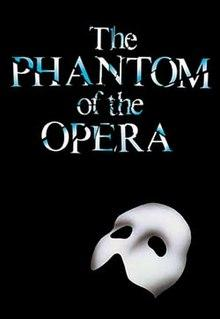 The
PHANTOM
of the
OPERA